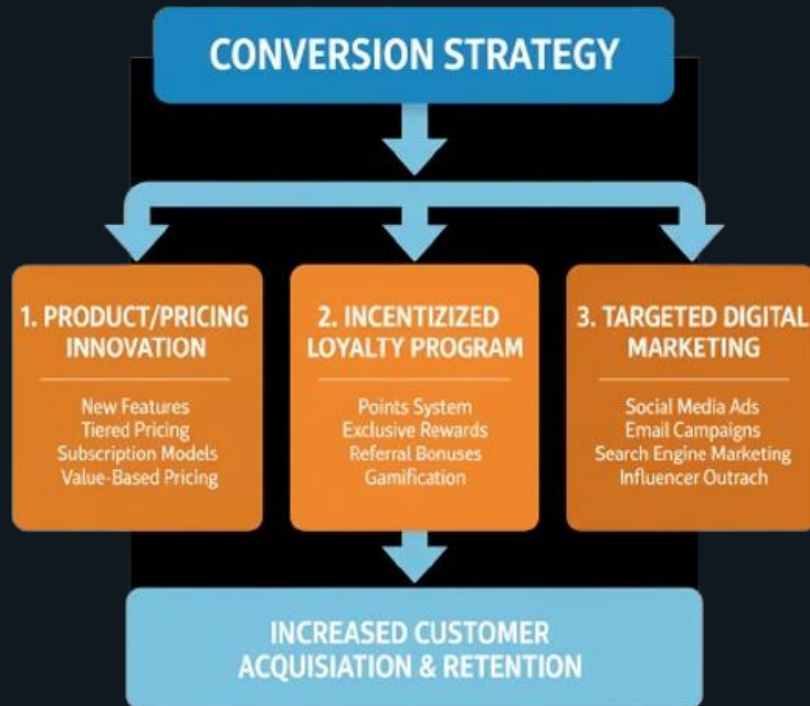 CONVERSION STRATEGY
1. PRODUCT/PRICING
INNOVATION
New Features
Tiered Pricing
Subscription Models
Value-Based Pricing
2. INCENTIZIZED
LOYALTY PROGRAM
Points System
Exclusive Rewards
Referral Bonuses
Gamification
3. TARGETED DIGITAL
MARKETING
Social Media Ads
Email Campaigns
Search Engine Marketing
Influencer Outrach
INCREASED CUSTOMER
ACQUISIATION & RETENTION